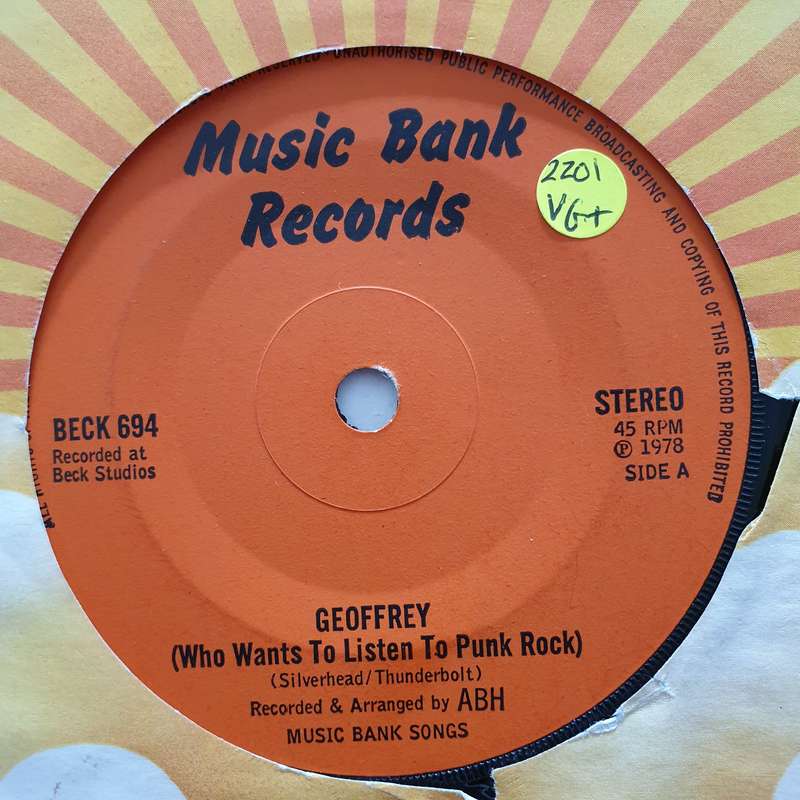 RESERVED · UNAUTHORISED PUBLIC PERFORMANCE BROADCASTING AND COPYING OF THIS RECORD PROHIBITED
Music Bank
Records
2201
VG+
BECK 694
Recorded at
Beck Studios
STEREO
45 RPM
Ⓟ 1978
SIDE A
GEOFFREY
(Who Wants To Listen To Punk Rock)
(Silverhead/Thunderbolt)
Recorded & Arranged by ABH
MUSIC BANK SONGS